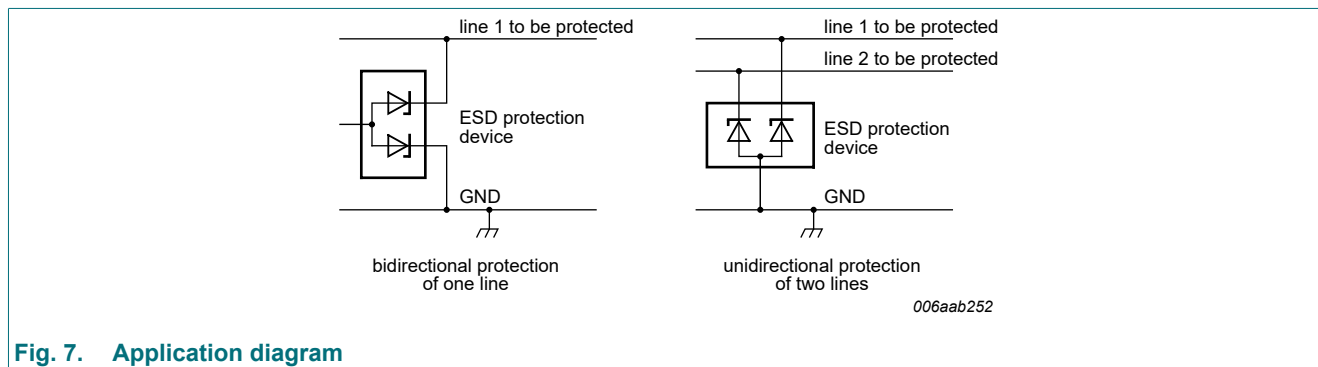 line 1 to be protected
ESD protection
device
GND
bidirectional protection
of one line
line 1 to be protected
line 2 to be protected
ESD protection
device
GND
unidirectional protection
of two lines
006aab252
Fig. 7. Application diagram